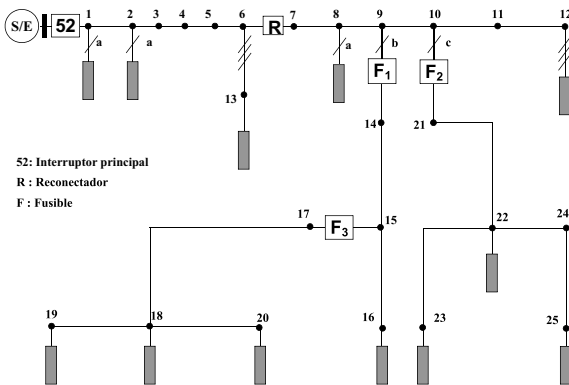 S/E 52 1 2 3 4 5 6 R 7 8 9 10 11 12
a a a b c
F1 F2
13
14 21
52: Interruptor principal
R : Reconectador
F : Fusible
17 F3 15 22 24
19 18 20 16 23 25